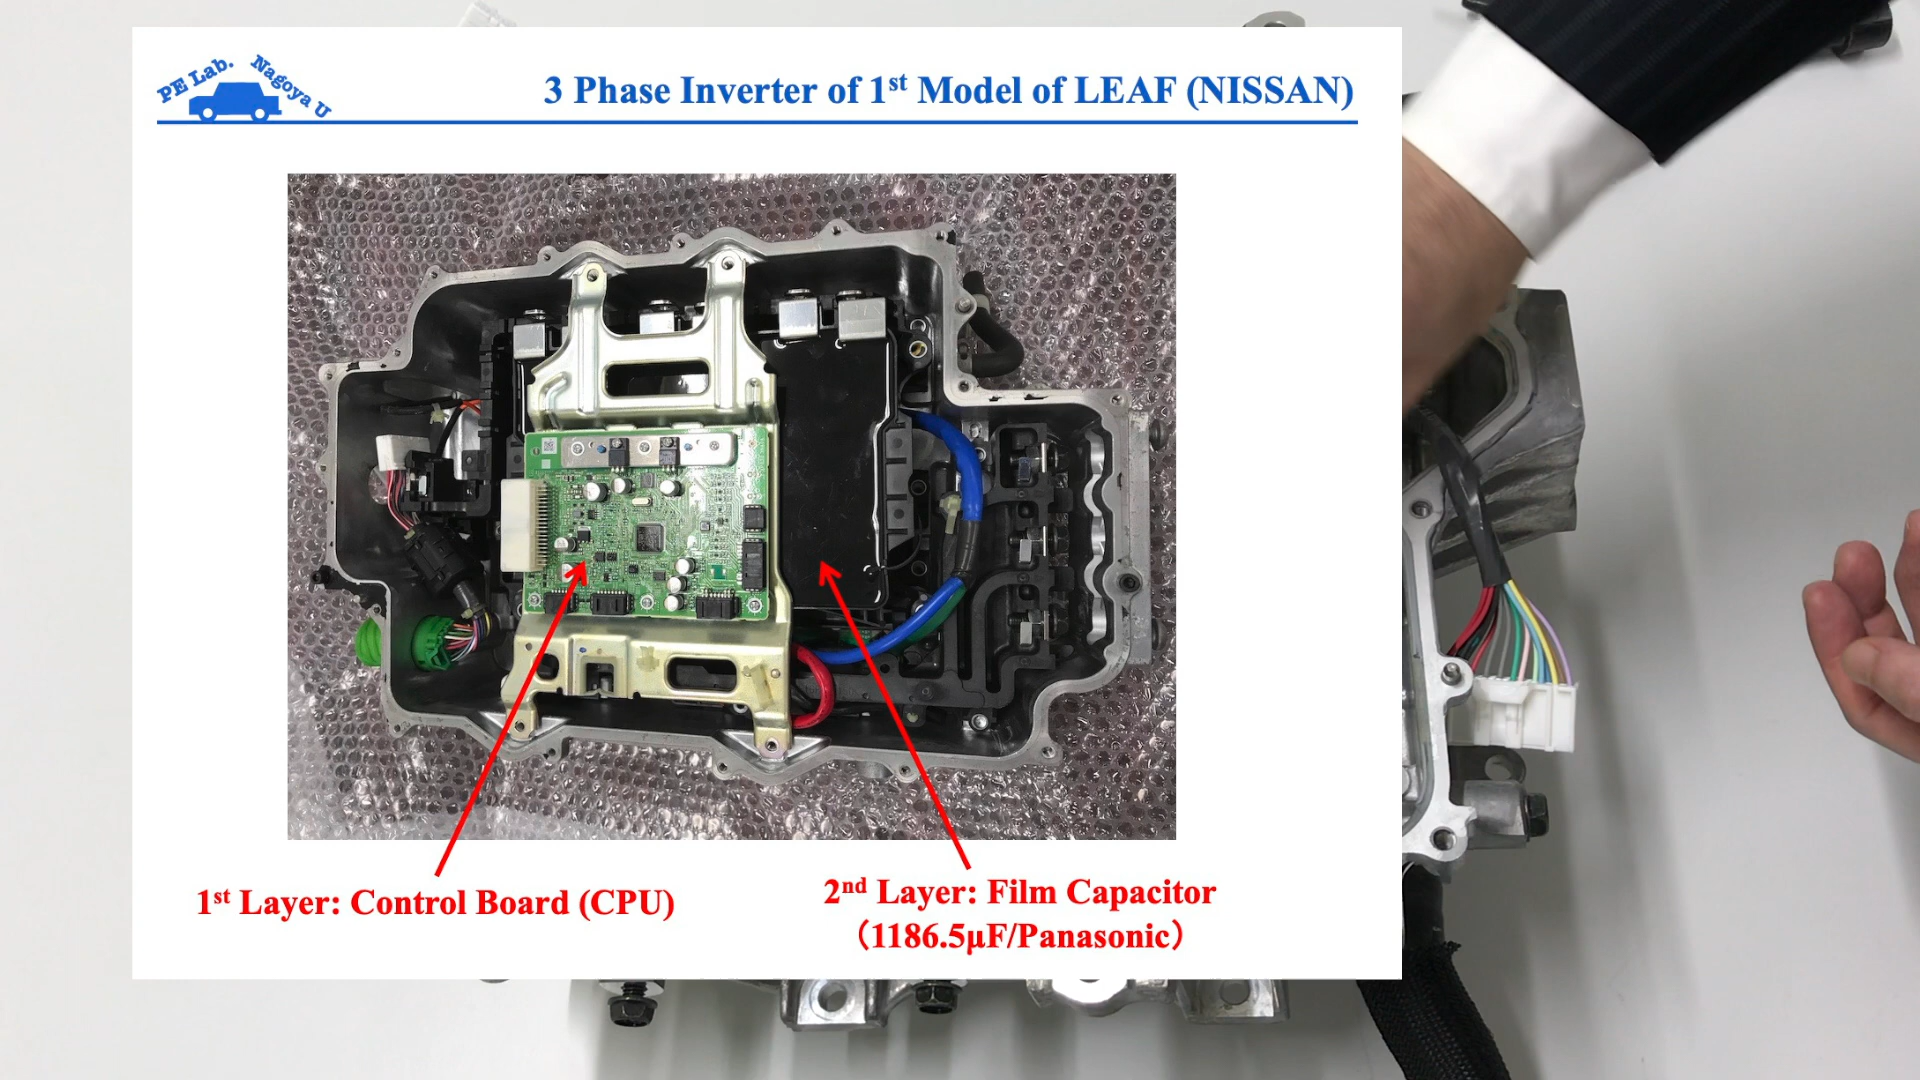 PE Lab. Nagoya U
3 Phase Inverter of 1st Model of LEAF (NISSAN)
1st Layer: Control Board (CPU)
2nd Layer: Film Capacitor
（1186.5μF/Panasonic）